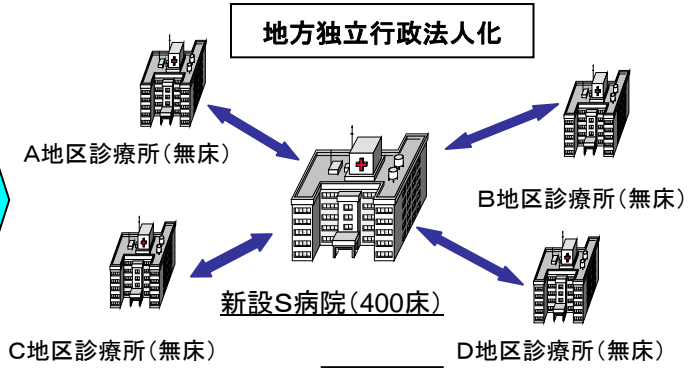 地方独立行政法人化
A地区診療所(無床)
B地区診療所(無床)
新設S病院(400床)
C地区診療所(無床)
D地区診療所(無床)